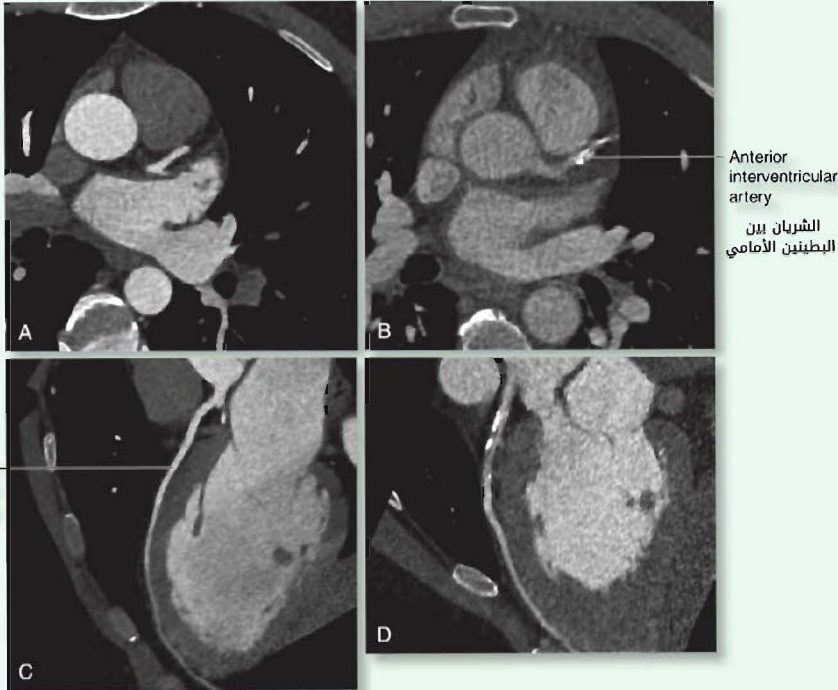 A
B
Anterior
interventricular
artery
الشريان بين
البطينين الأمامي
C
D